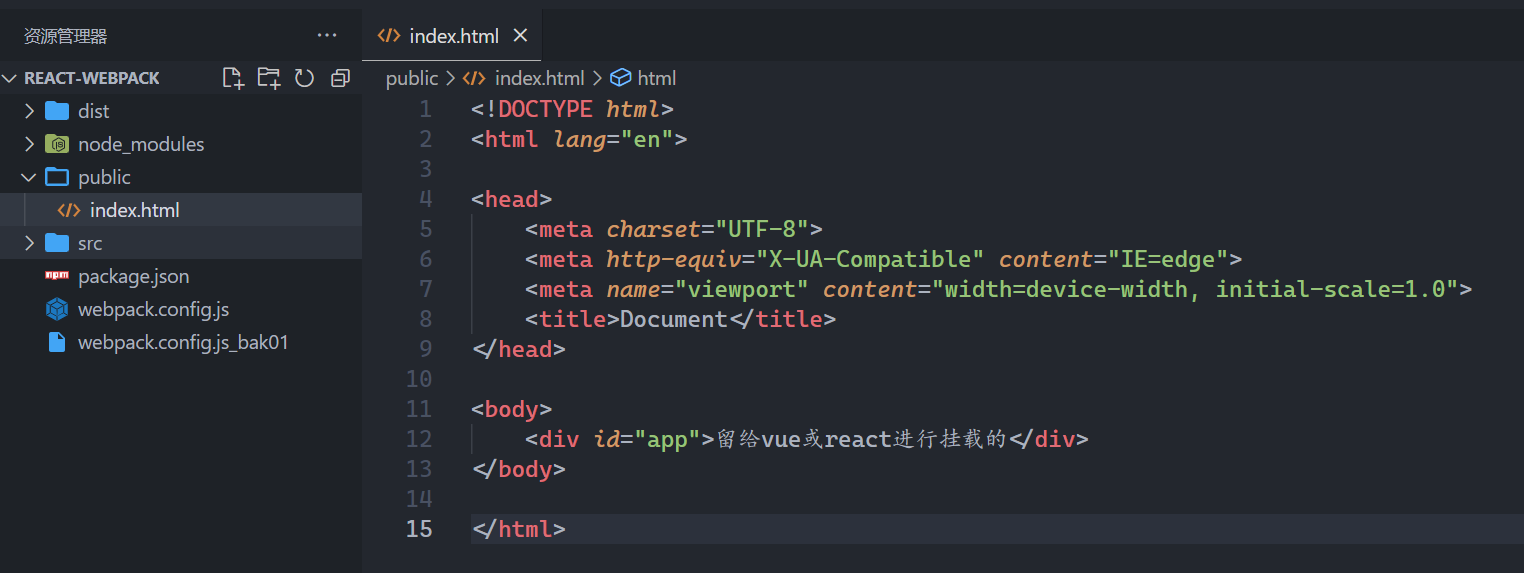 资源管理器 ···
REACT-WEBPACK
dist
node_modules
public
index.html
src
package.json
webpack.config.js
webpack.config.js_bak01
index.html
public > index.html > html
1 <!DOCTYPE html>
2 <html lang="en">
3
4 <head>
5     <meta charset="UTF-8">
6     <meta http-equiv="X-UA-Compatible" content="IE=edge">
7     <meta name="viewport" content="width=device-width, initial-scale=1.0">
8     <title>Document</title>
9 </head>
10
11 <body>
12     <div id="app">留给vue或react进行挂载的</div>
13 </body>
14
15 </html>